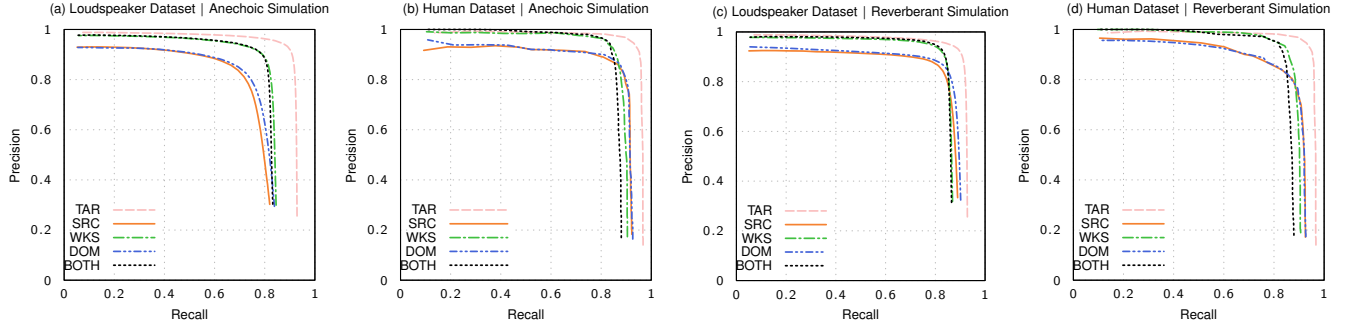 (a) Loudspeaker Dataset | Anechoic Simulation
1
0.8
0.6
0.4
0.2
0
Precision
TAR
SRC
WKS
DOM
BOTH
0 0.2 0.4 0.6 0.8 1
Recall
(b) Human Dataset | Anechoic Simulation
1
0.8
0.6
0.4
0.2
0
Precision
TAR
SRC
WKS
DOM
BOTH
0 0.2 0.4 0.6 0.8 1
Recall
(c) Loudspeaker Dataset | Reverberant Simulation
1
0.8
0.6
0.4
0.2
0
Precision
TAR
SRC
WKS
DOM
BOTH
0 0.2 0.4 0.6 0.8 1
Recall
(d) Human Dataset | Reverberant Simulation
1
0.8
0.6
0.4
0.2
0
Precision
TAR
SRC
WKS
DOM
BOTH
0 0.2 0.4 0.6 0.8 1
Recall